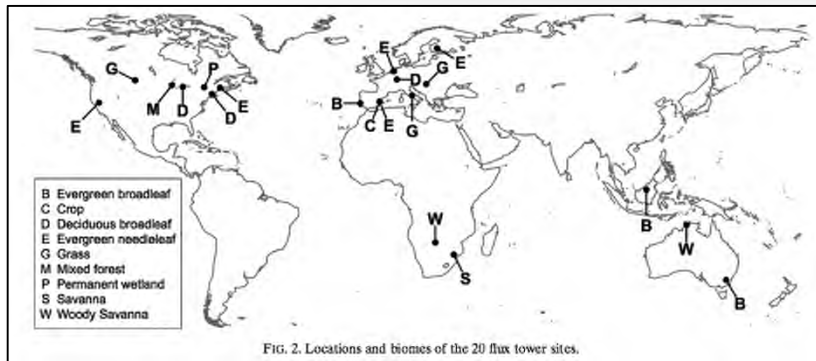 E
E
G
P
D
G
M
D
E
D
B
E
C
E
G
W
S
B
W
B
B Evergreen broadleaf
C Crop
D Deciduous broadleaf
E Evergreen needleleaf
G Grass
M Mixed forest
P Permanent wetland
S Savanna
W Woody Savanna
FIG. 2. Locations and biomes of the 20 flux tower sites.